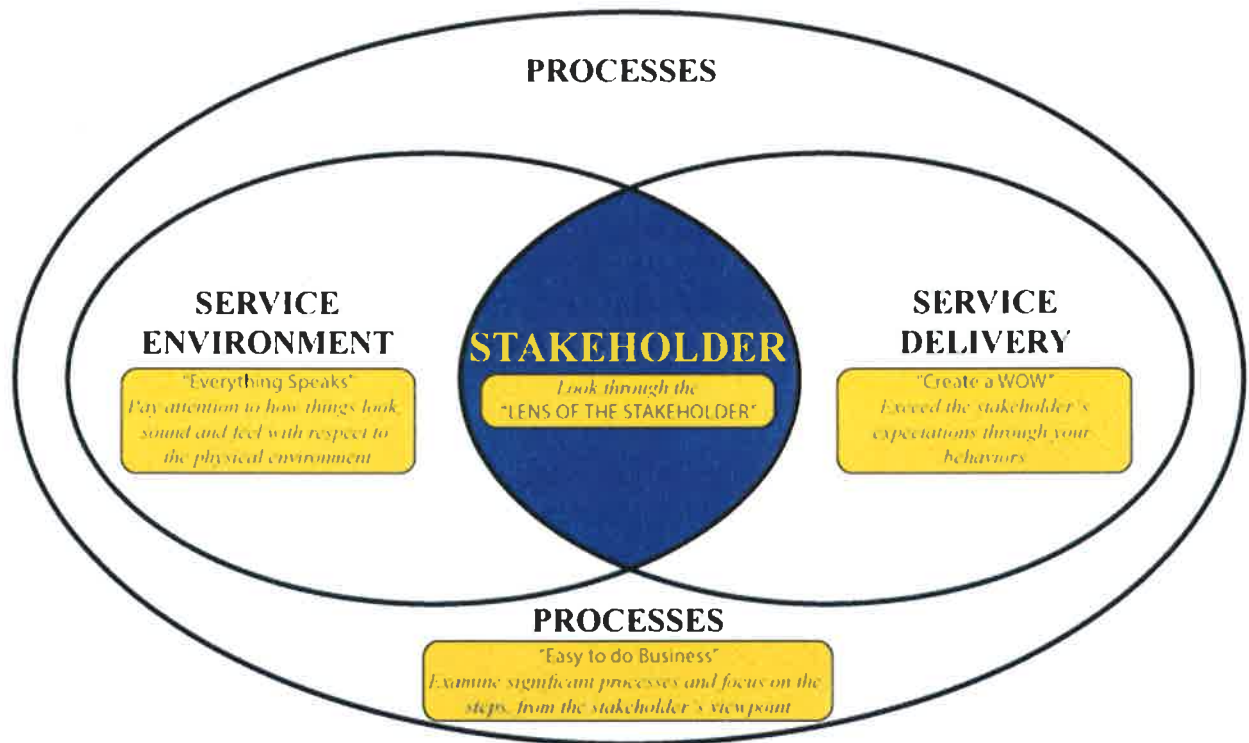 PROCESSES
SERVICE
ENVIRONMENT
"Everything Speaks"
Pay attention to how things look,
sound and feel with respect to
the physical environment
STAKEHOLDER
Look through the
"LENS OF THE STAKEHOLDER"
SERVICE
DELIVERY
"Create a WOW"
Exceed the stakeholder's
expectations through your
behaviors
PROCESSES
"Easy to do Business"
Examine significant processes and focus on the
steps, from the stakeholder's viewpoint